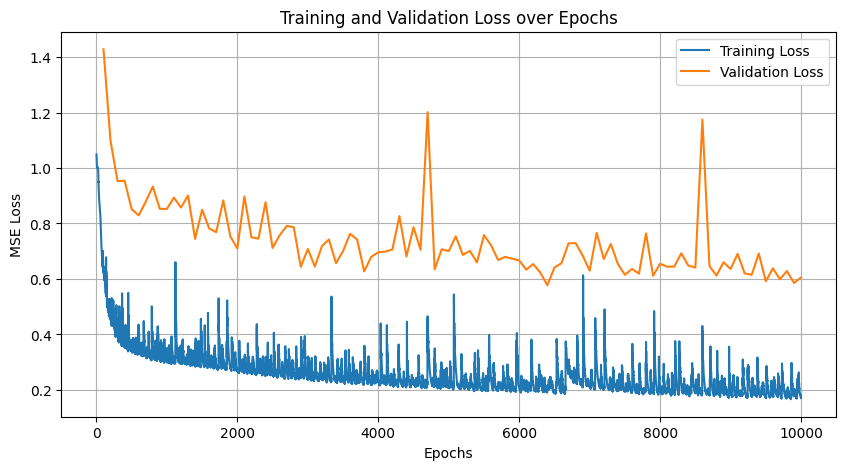 Training and Validation Loss over Epochs
Training Loss
Validation Loss
MSE Loss
1.4
1.2
1.0
0.8
0.6
0.4
0.2
0
2000
4000
6000
8000
10000
Epochs